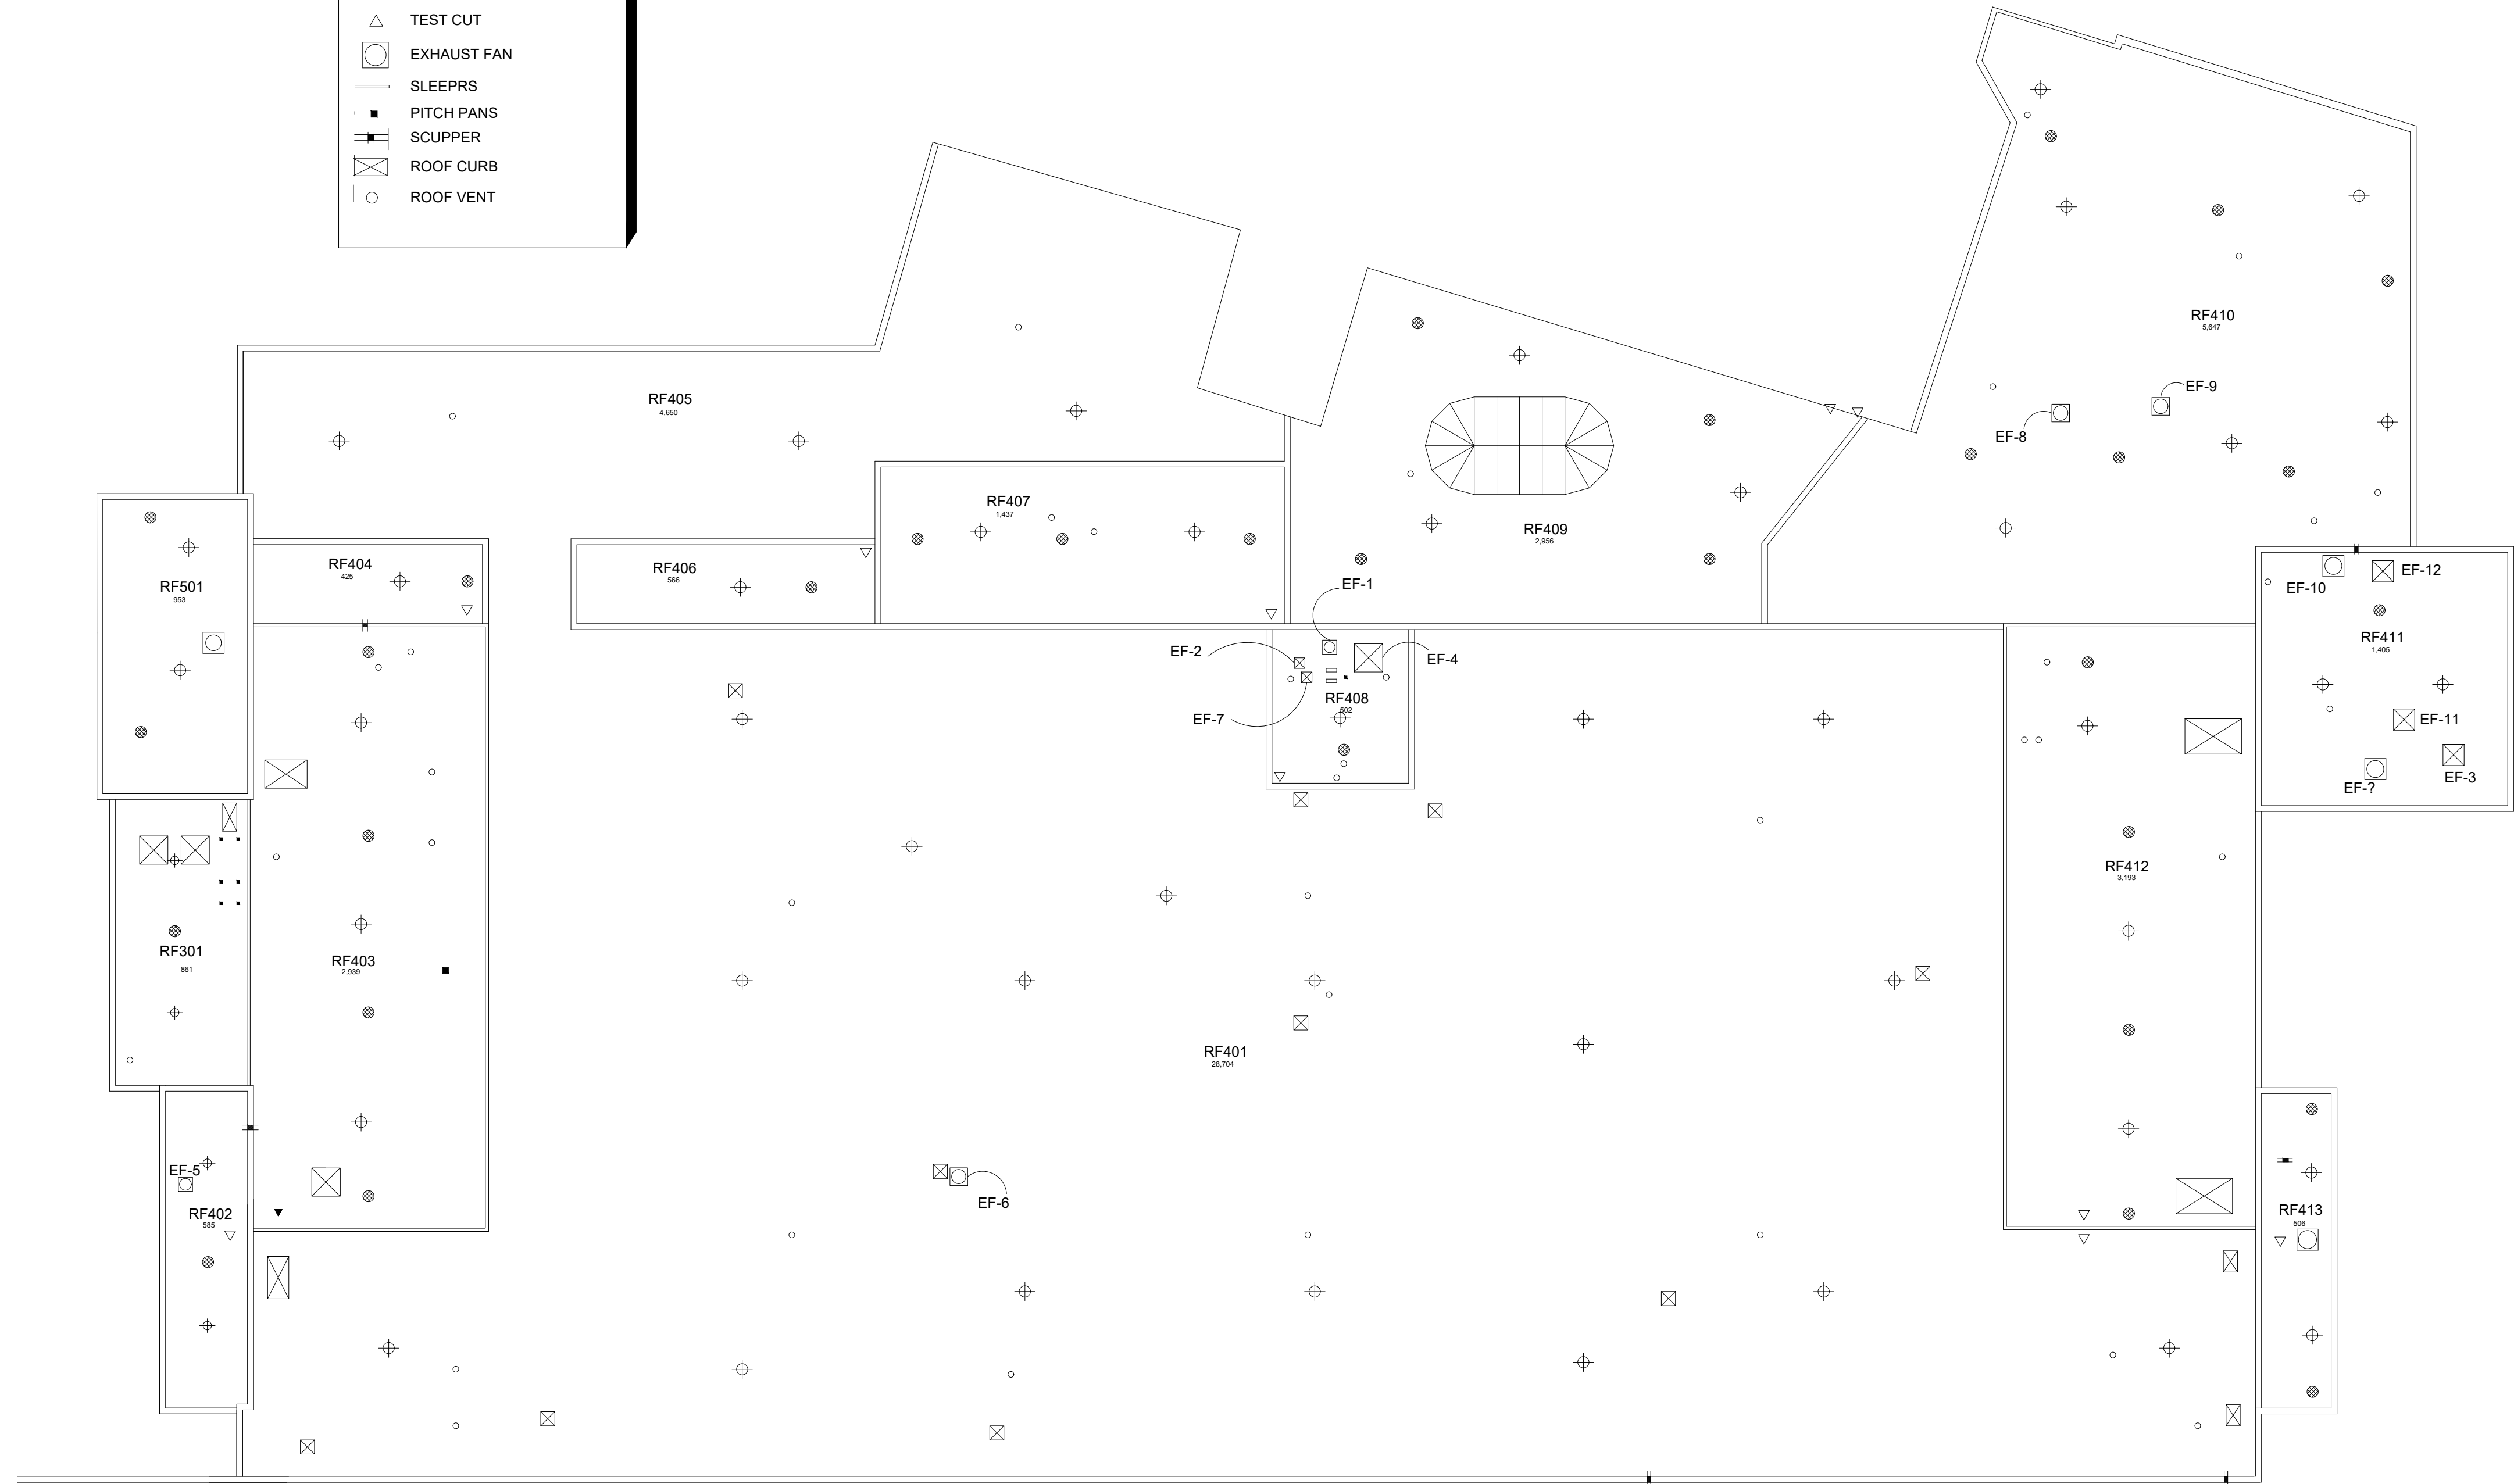 TEST CUT
EXHAUST FAN
SLEEPRS
PITCH PANS
SCUPPER
ROOF CURB
ROOF VENT
RF410
5,647
EF-9
EF-8
RF405
4,650
RF407
1,437
RF409
2,956
RF404
425
RF406
566
RF501
953
EF-1
EF-10
EF-12
RF411
1,405
EF-2
EF-4
RF408
502
EF-7
EF-11
EF-3
EF-?
RF412
3,193
RF301
861
RF403
2,939
RF401
28,704
EF-5
EF-6
RF402
585
RF413
506